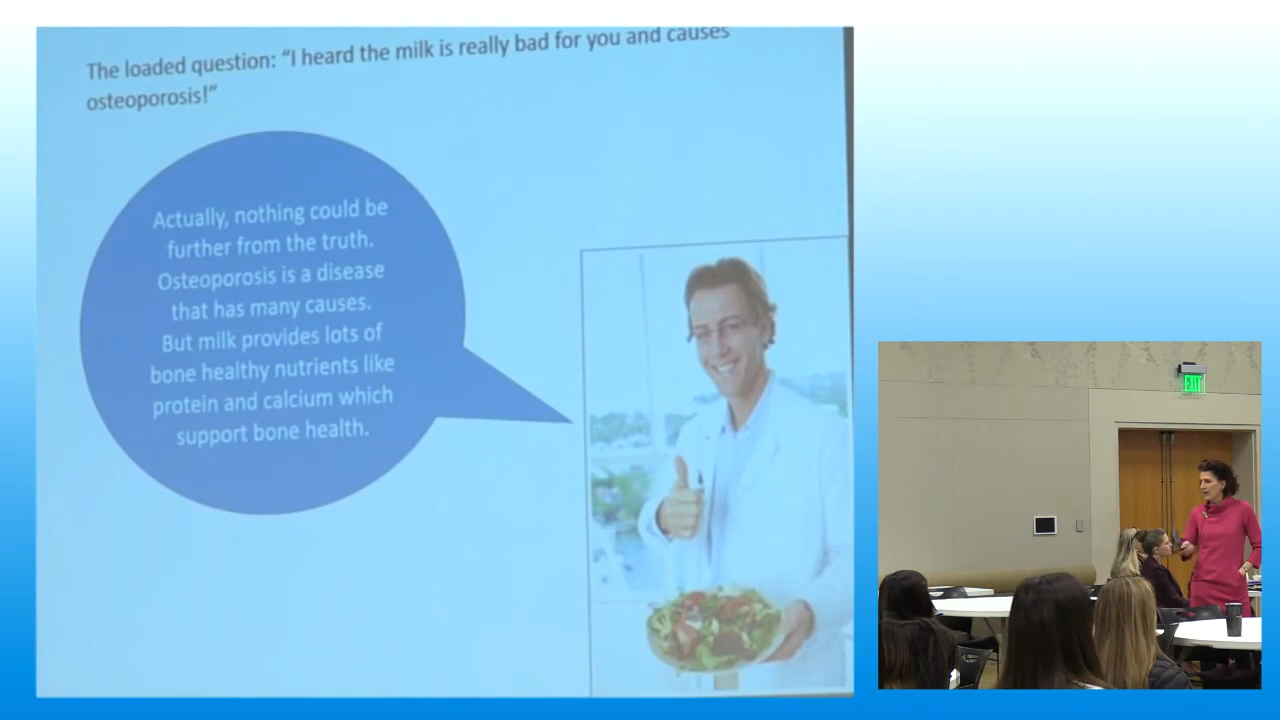 The loaded question: “I heard the milk is really bad for you and causes
osteoporosis!”
Actually, nothing could be
further from the truth.
Osteoporosis is a disease
that has many causes.
But milk provides lots of
bone healthy nutrients like
protein and calcium which
support bone health.
EXIT